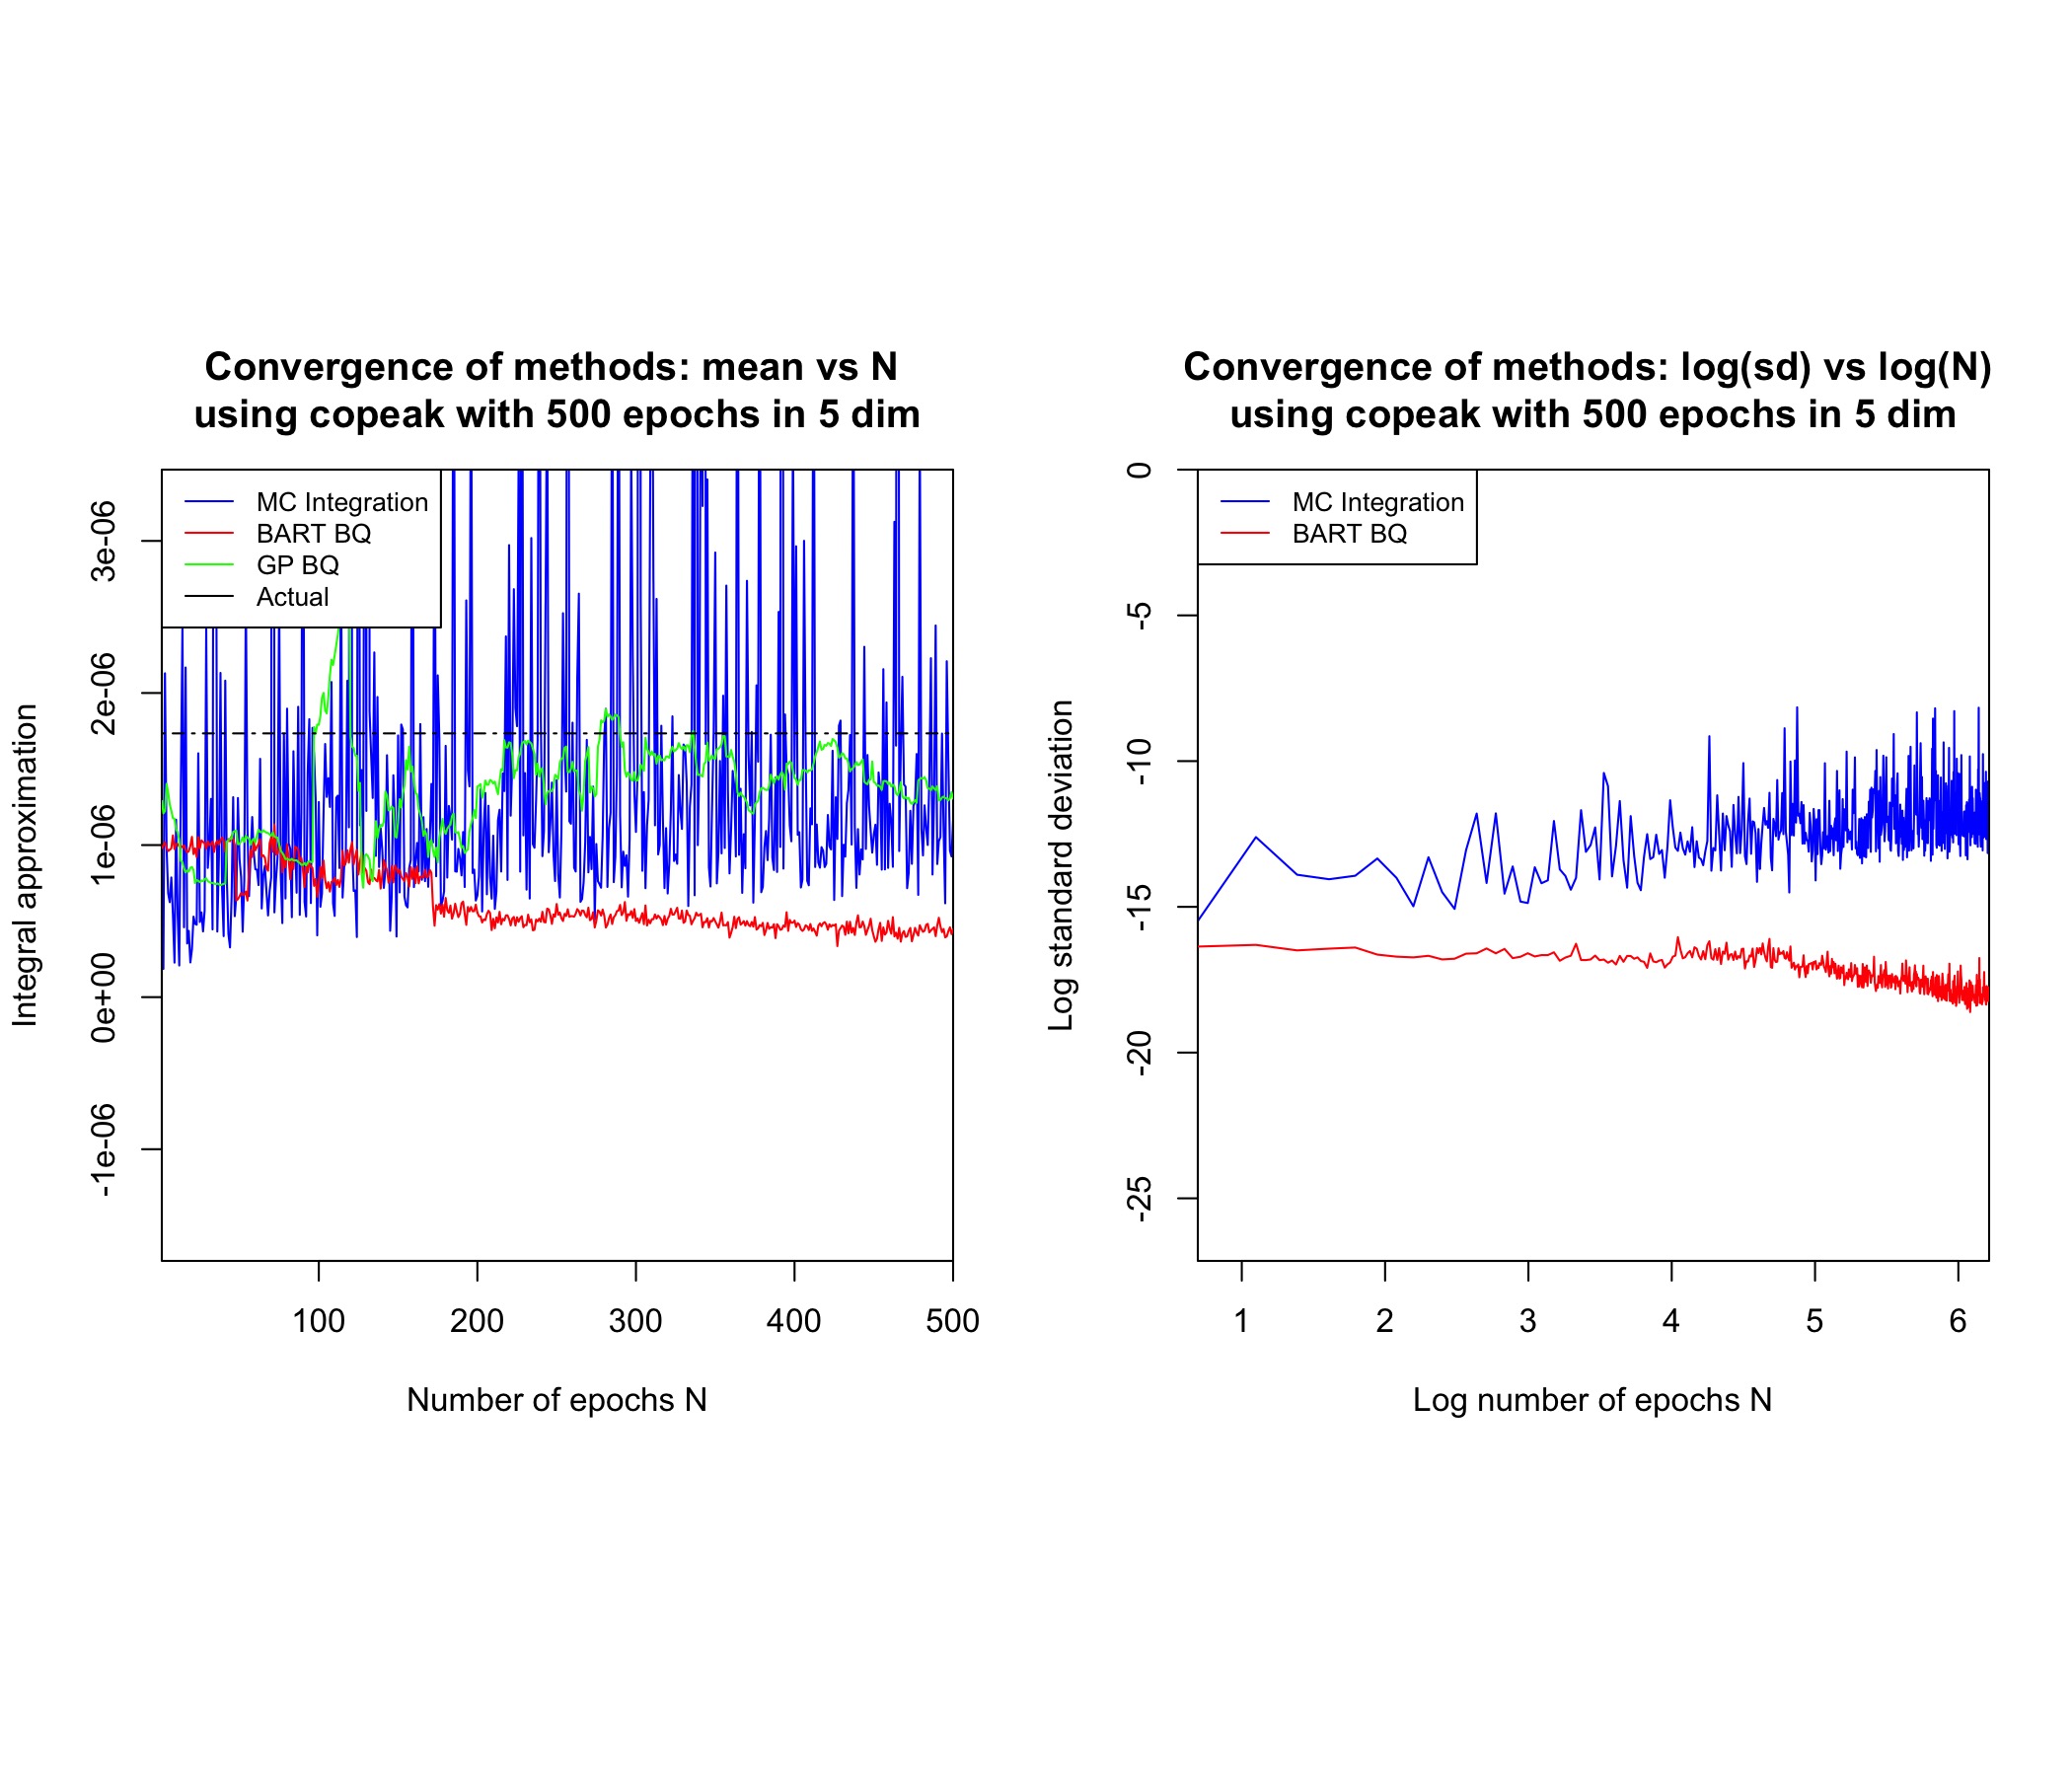 Convergence of methods: mean vs N
using copeak with 500 epochs in 5 dim
MC Integration
BART BQ
GP BQ
Actual
Integral approximation
3e-06
2e-06
1e-06
0e+00
-1e-06
100 200 300 400 500
Number of epochs N
Convergence of methods: log(sd) vs log(N)
using copeak with 500 epochs in 5 dim
MC Integration
BART BQ
Log standard deviation
0
-5
-10
-15
-20
-25
1 2 3 4 5 6
Log number of epochs N